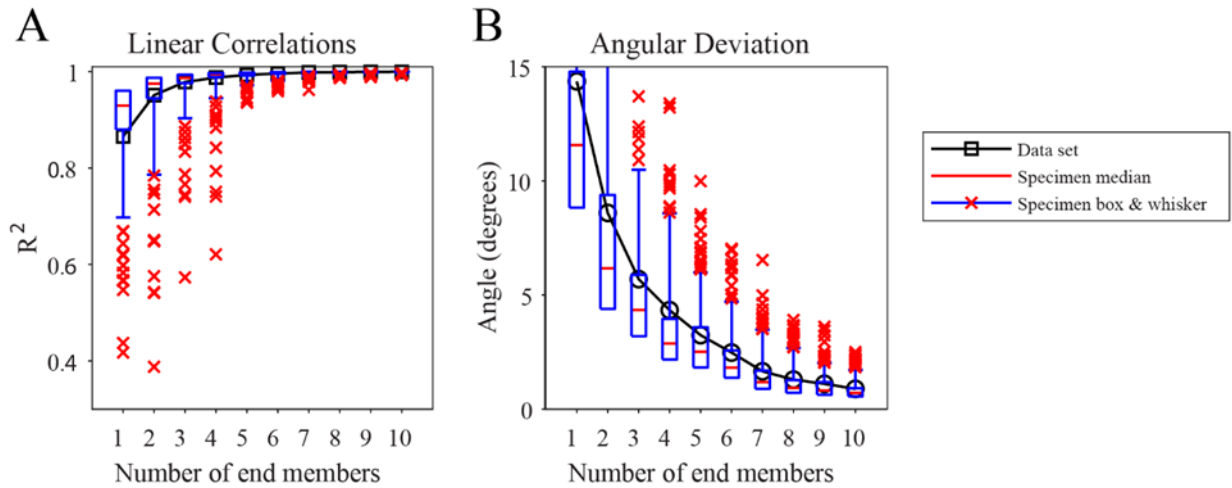 A
Linear Correlations
1
0.8
0.6
0.4
R²
1 2 3 4 5 6 7 8 9 10
Number of end members
B
Angular Deviation
15
10
5
0
Angle (degrees)
1 2 3 4 5 6 7 8 9 10
Number of end members
Data set
Specimen median
Specimen box & whisker